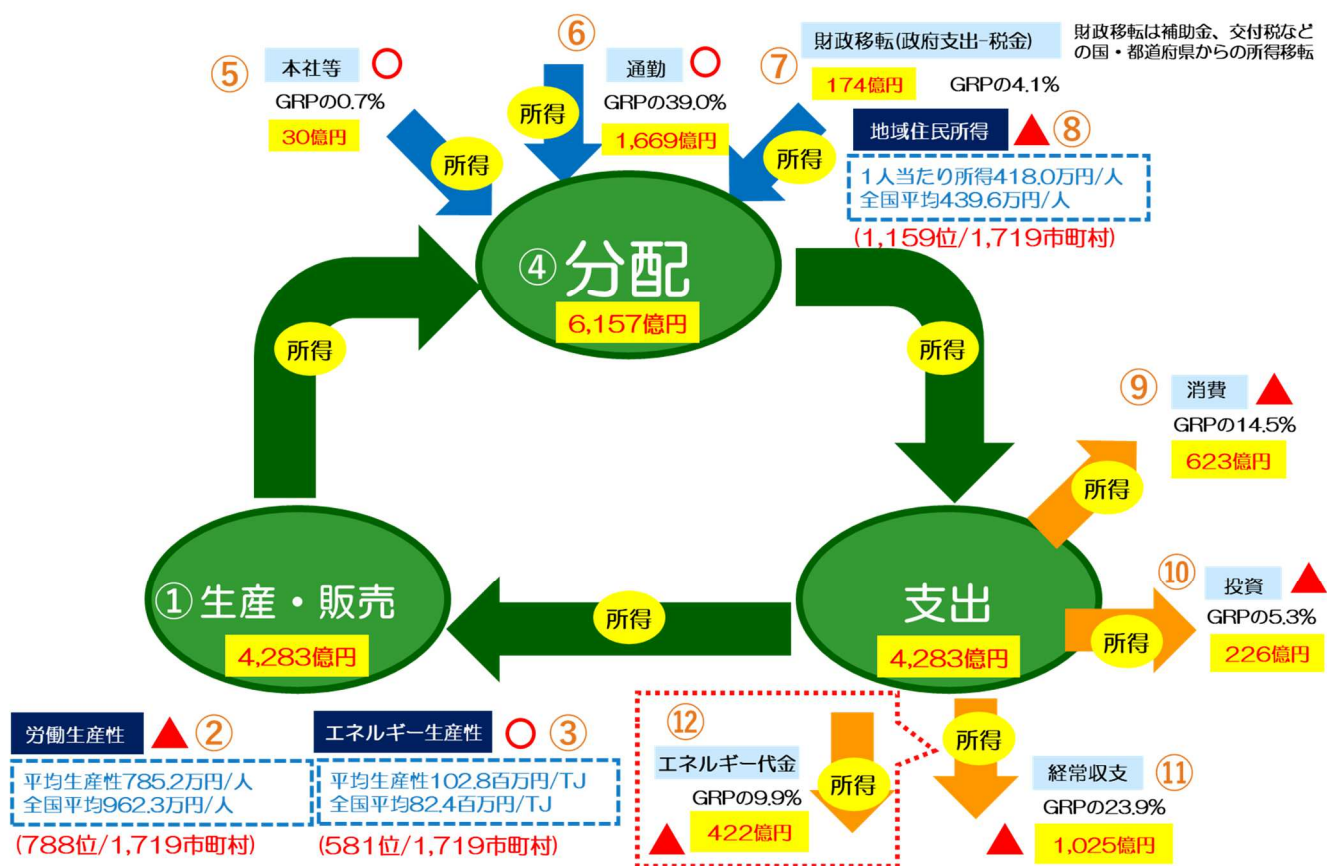 ⑤
本社等 ○
GRPの0.7%
30億円
所得
⑥
通勤 ○
GRPの39.0%
1,669億円
所得
⑦
財政移転(政府支出-税金)
174億円 GRPの4.1%
所得
財政移転は補助金、交付税など
の国・都道府県からの所得移転
地域住民所得 ▲ ⑧
1人当たり所得418.0万円/人
全国平均439.6万円/人
(1,159位/1,719市町村)
④分配
6,157億円
所得
所得
⑨
消費 ▲
GRPの14.5%
623億円
所得
⑩
投資 ▲
GRPの5.3%
226億円
所得
①生産・販売
4,283億円
所得
支出
4,283億円
労働生産性 ▲ ②
平均生産性785.2万円/人
全国平均962.3万円/人
(788位/1,719市町村)
エネルギー生産性 ○ ③
平均生産性102.8百万円/TJ
全国平均82.4百万円/TJ
(581位/1,719市町村)
⑫
エネルギー代金
GRPの9.9%
▲ 422億円
所得
所得
経常収支 ⑪
GRPの23.9%
▲ 1,025億円